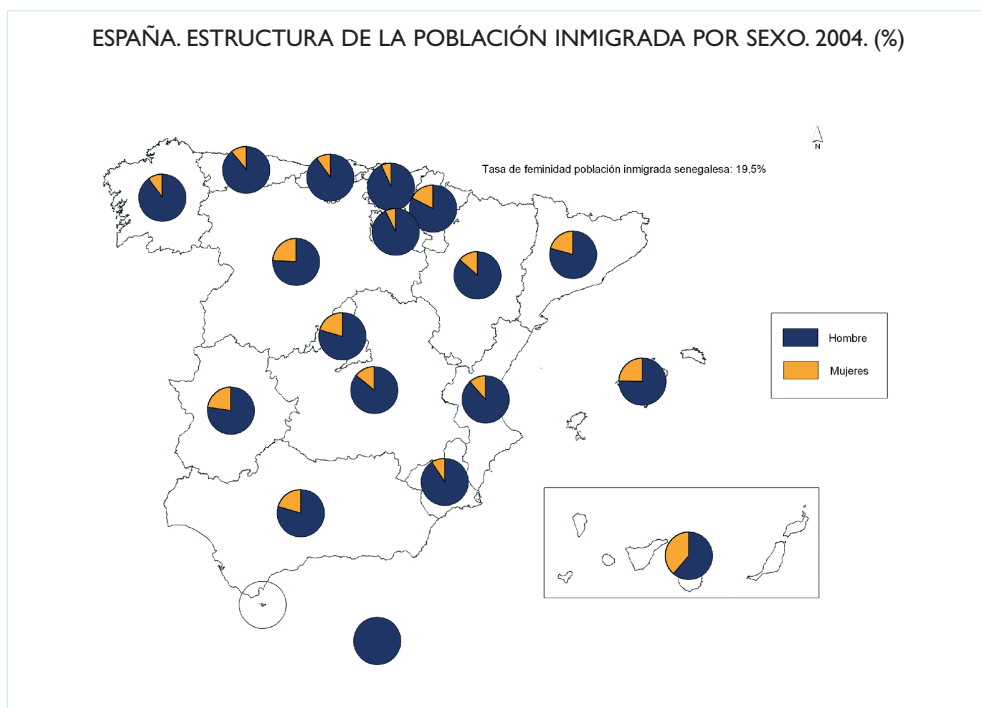 ESPAÑA. ESTRUCTURA DE LA POBLACIÓN INMIGRADA POR SEXO. 2004. (%)
N
Tasa de feminidad población inmigrada senegalesa: 19,5%
Hombre
Mujeres